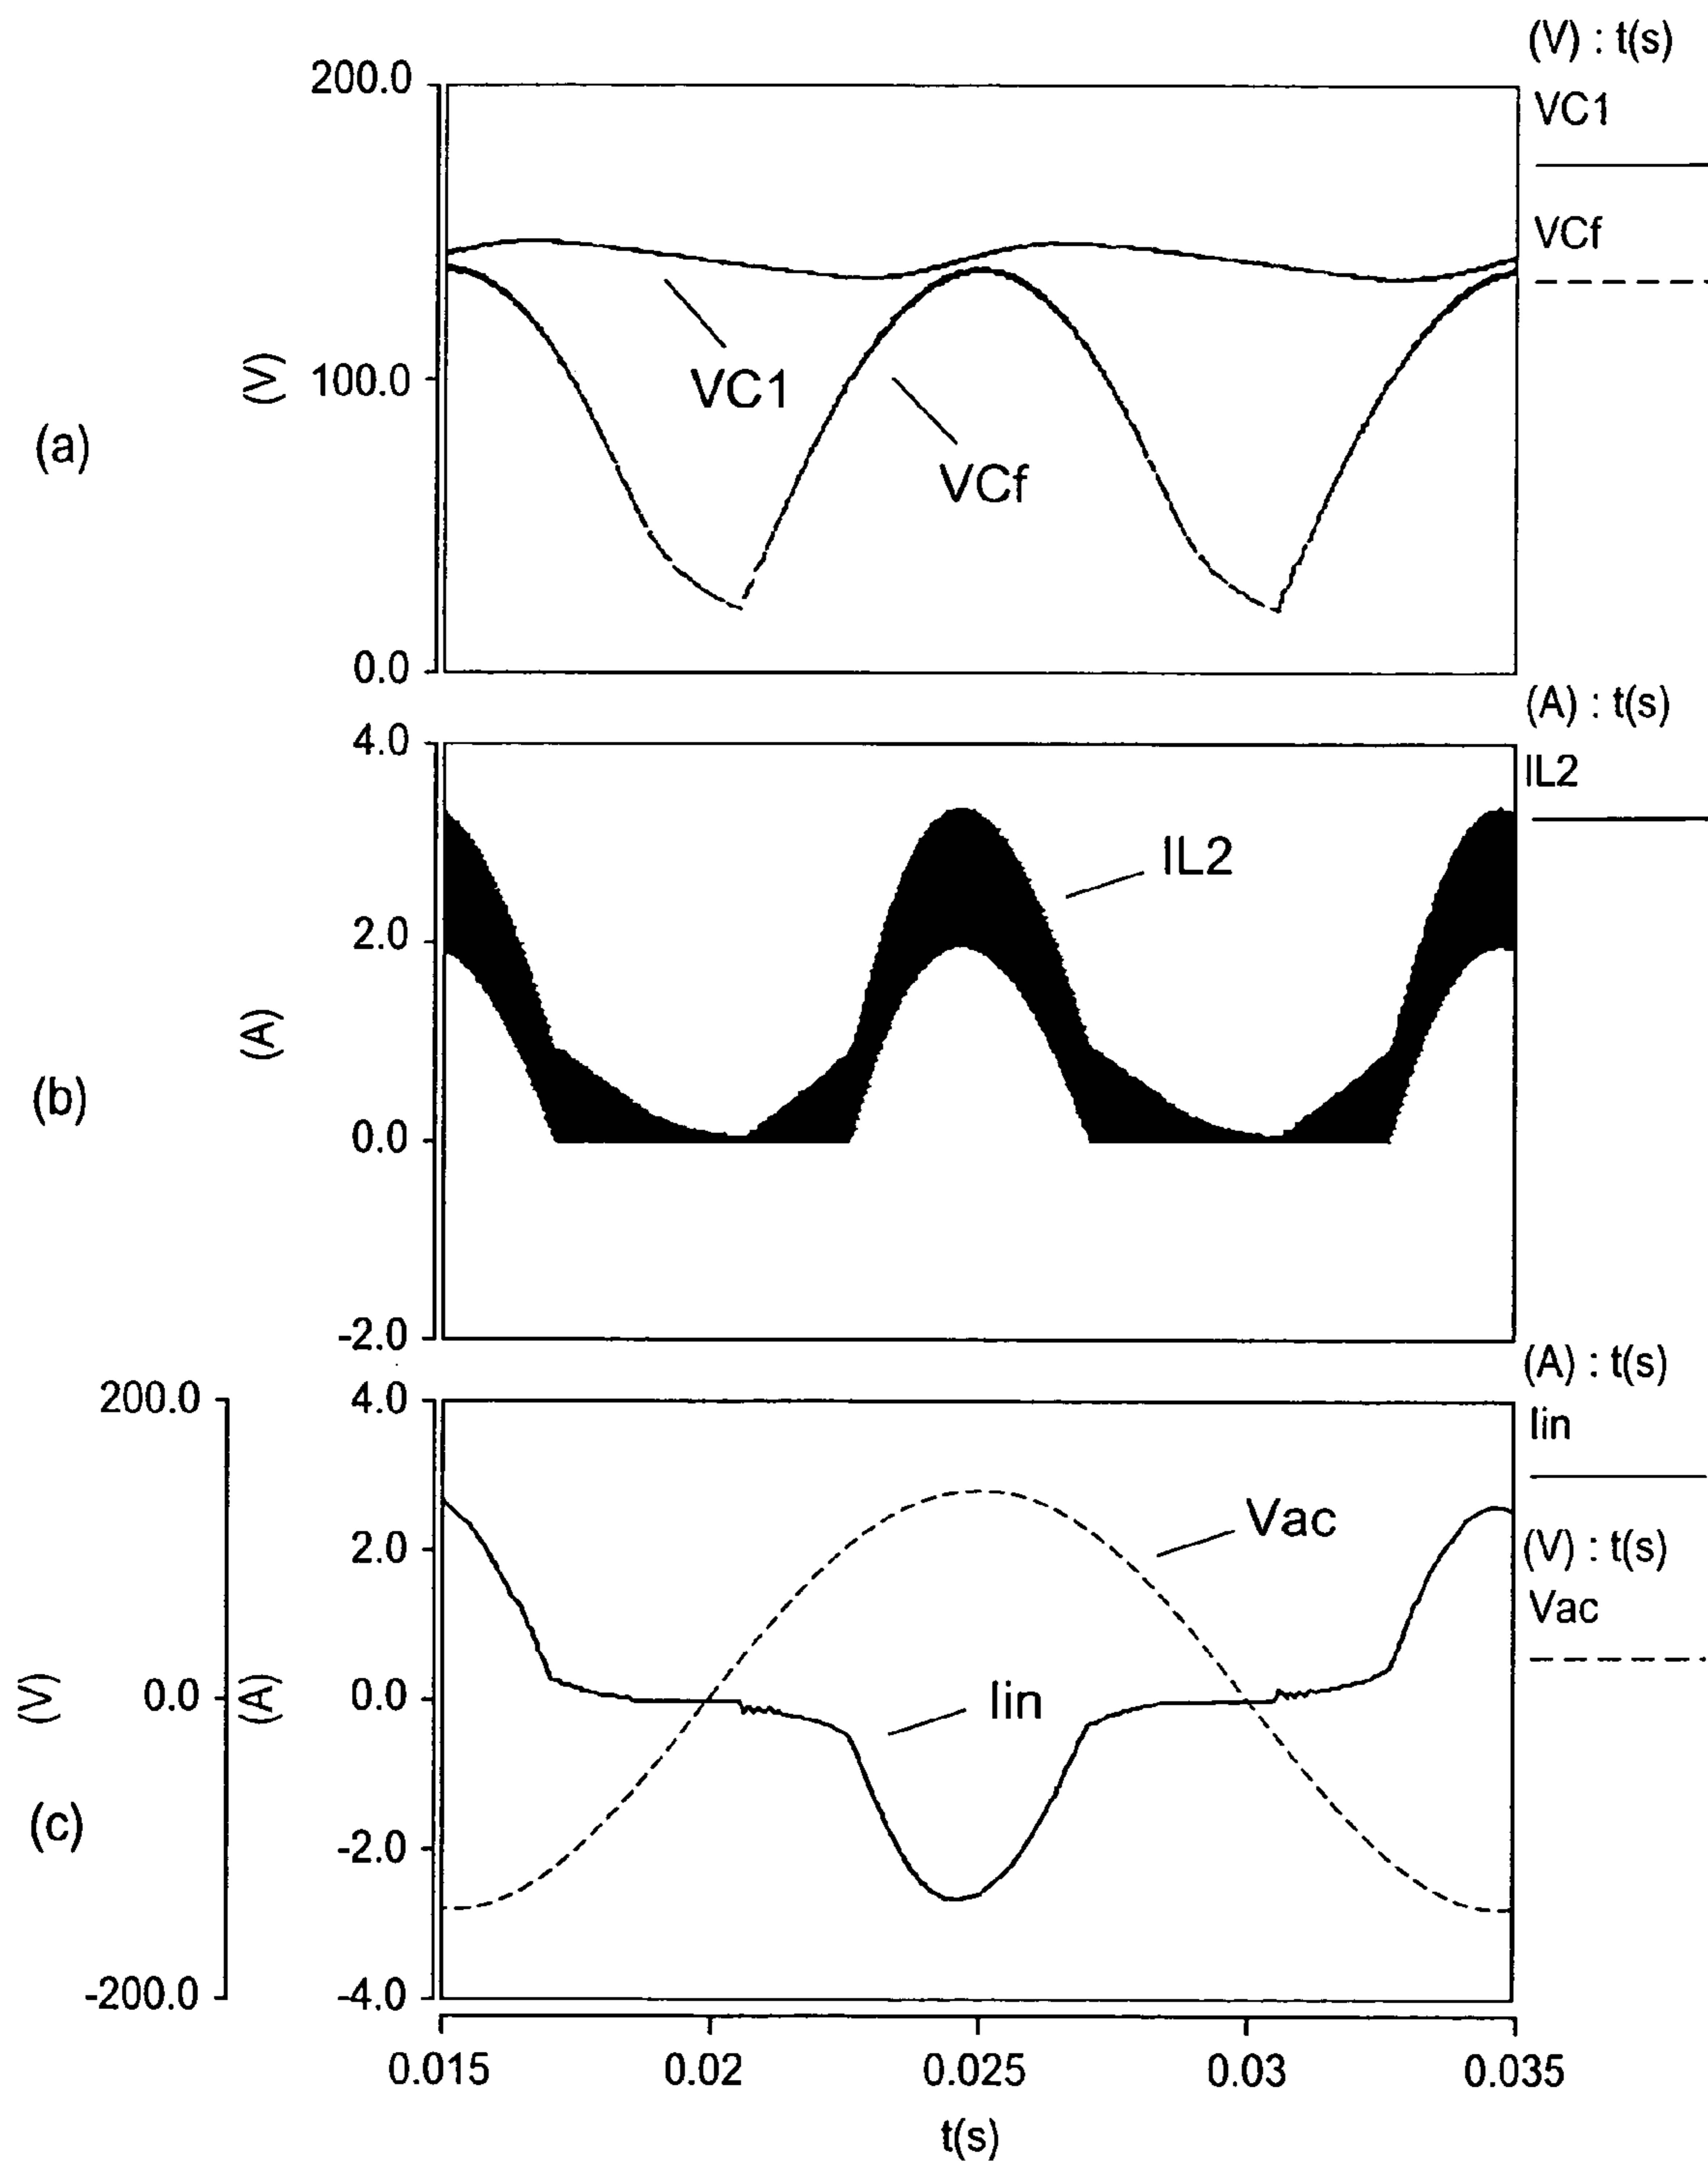 (V) : t(s)
200.0
VC1
VCf
(V)
100.0
VC1
(a)
VCf
0.0
(A) : t(s)
4.0
IL2
IL2
2.0
(A)
(b)
0.0
-2.0
(A) : t(s)
200.0
4.0
Iin
Vac
2.0
(V) : t(s)
Vac
(V)
0.0
(A)
0.0
Iin
(c)
-2.0
-200.0
-4.0
0.015
0.02
0.025
0.03
0.035
t(s)